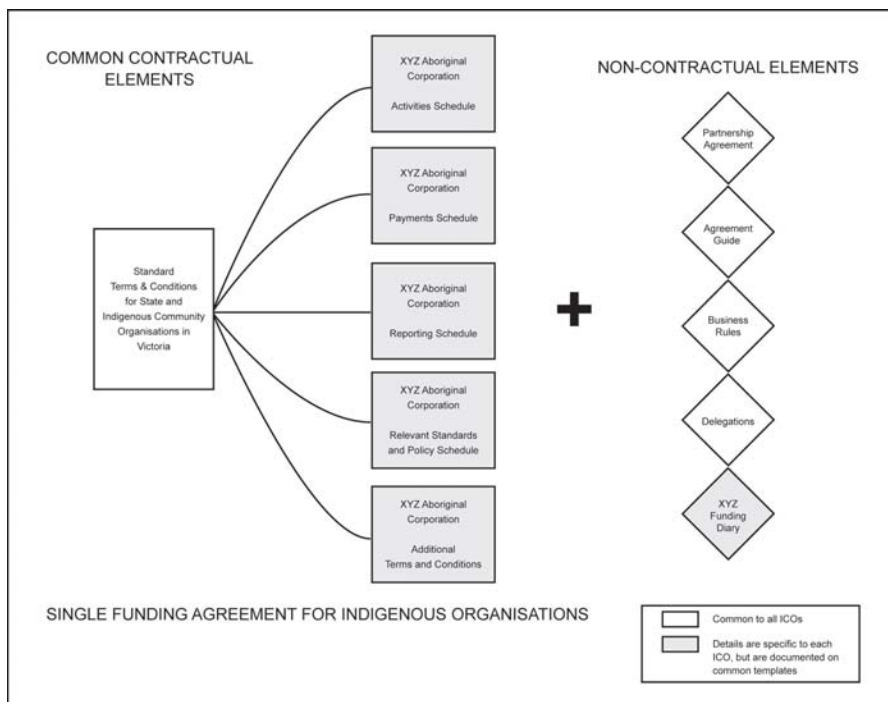 COMMON CONTRACTUAL
ELEMENTS
Standard
Terms & Conditions
for State and
Indigenous Community
Organisations in
Victoria
XYZ Aboriginal
Corporation
Activities Schedule
XYZ Aboriginal
Corporation
Payments Schedule
XYZ Aboriginal
Corporation
Reporting Schedule
XYZ Aboriginal
Corporation
Relevant Standards
and Policy Schedule
XYZ Aboriginal
Corporation
Additional
Terms and Conditions
NON-CONTRACTUAL ELEMENTS
Partnership
Agreement
Agreement
Guide
Business
Rules
Delegations
XYZ
Funding
Diary
SINGLE FUNDING AGREEMENT FOR INDIGENOUS ORGANISATIONS
Common to all ICOs
Details are specific to each
ICO, but are documented on
common templates